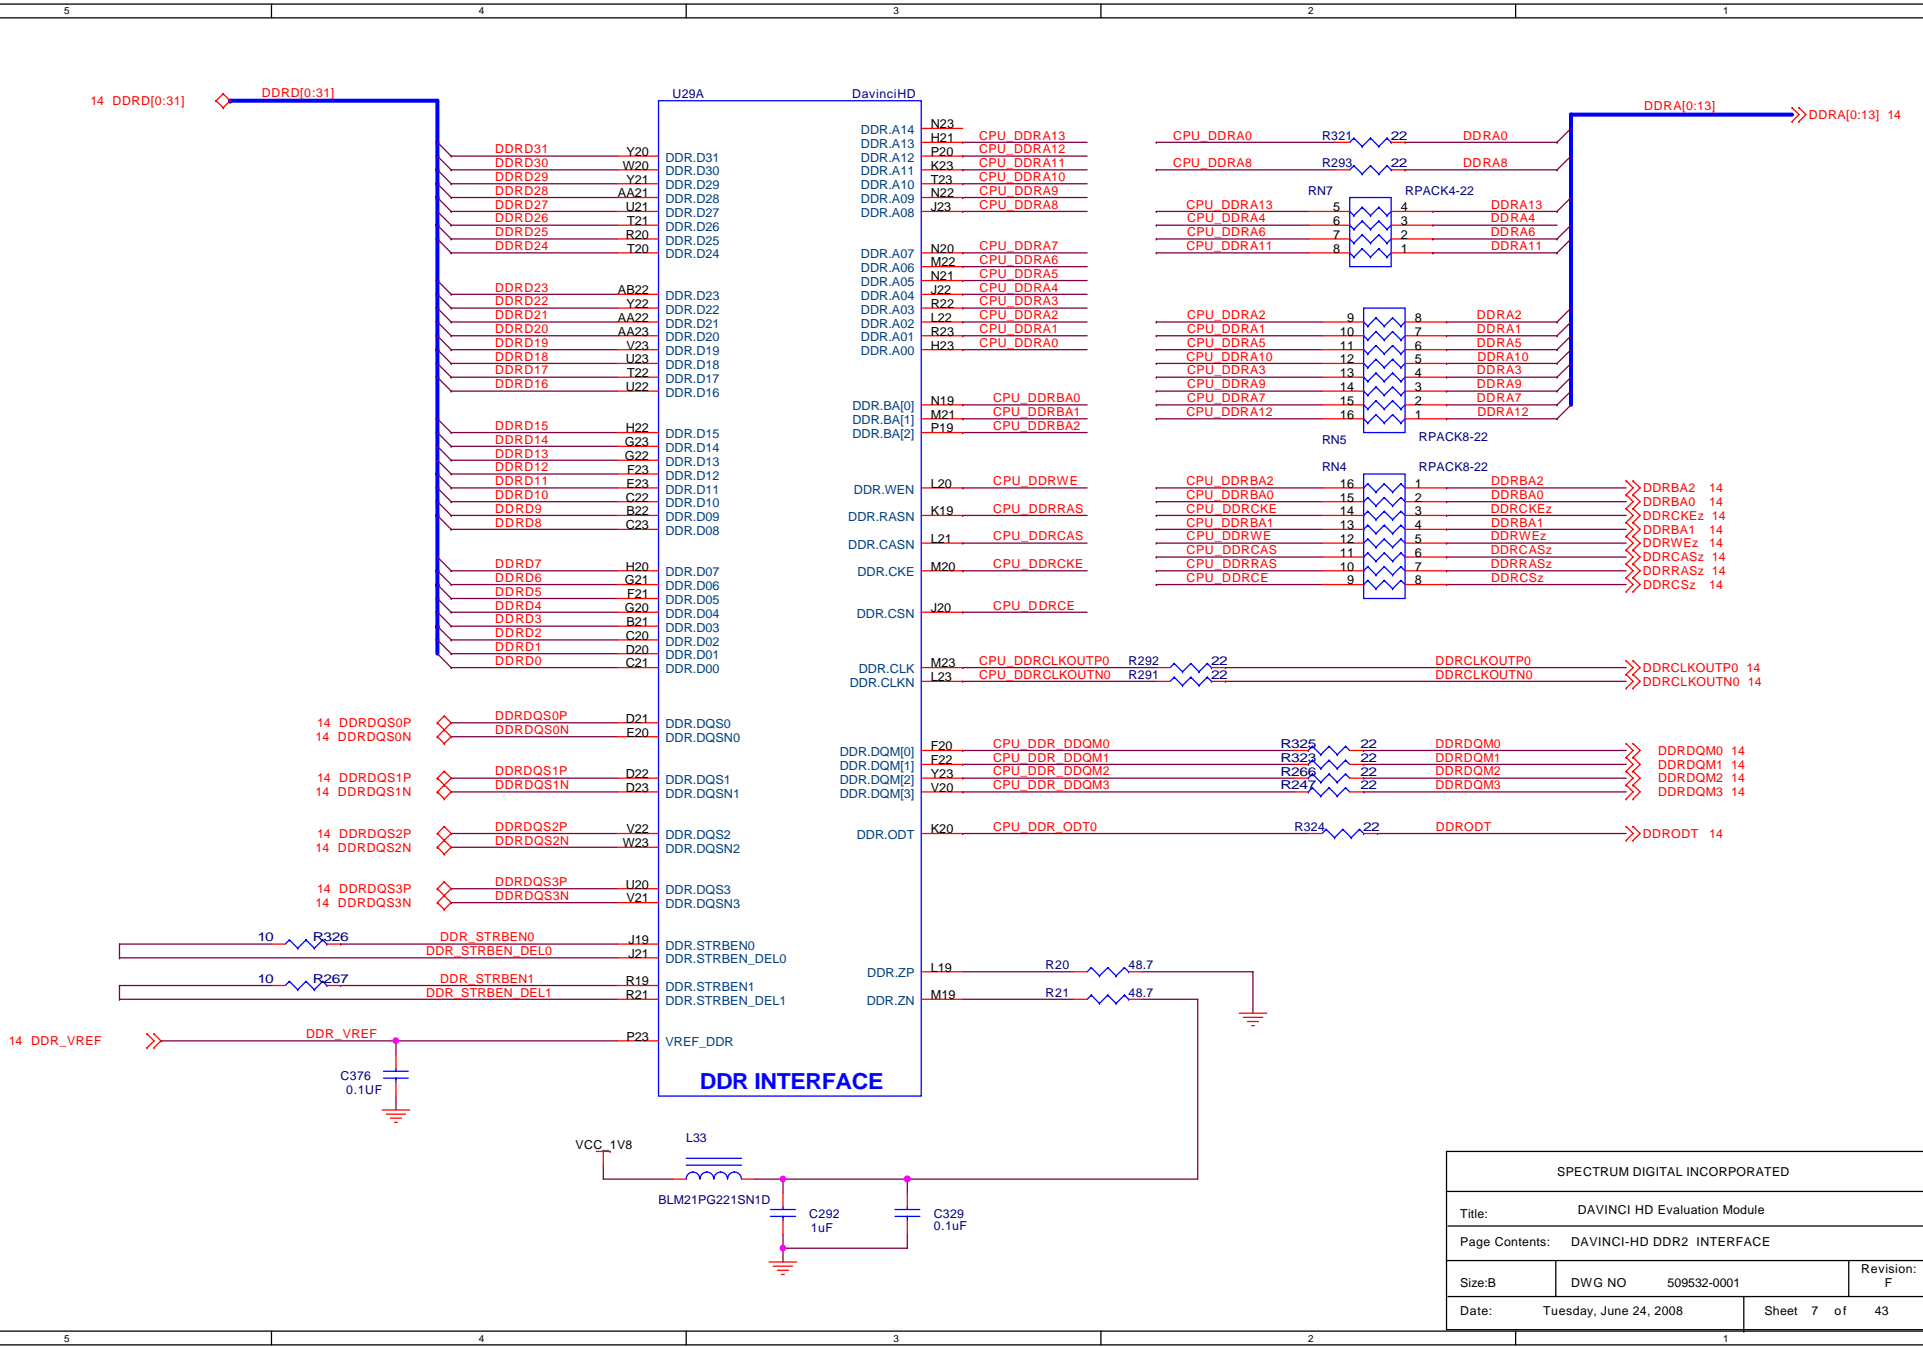 5 4 3 2 1
14 DDRD[0:31] DDRD[0:31]
U29A DavinciHD
DDRA[0:13] DDRA[0:13] 14
DDRD31 Y20 DDR.D31
DDRD30 W20 DDR.D30
DDRD29 Y21 DDR.D29
DDRD28 AA21 DDR.D28
DDRD27 U21 DDR.D27
DDRD26 T21 DDR.D26
DDRD25 R20 DDR.D25
DDRD24 T20 DDR.D24
DDRD23 AB22 DDR.D23
DDRD22 Y22 DDR.D22
DDRD21 AA22 DDR.D21
DDRD20 AA23 DDR.D20
DDRD19 V23 DDR.D19
DDRD18 U23 DDR.D18
DDRD17 T22 DDR.D17
DDRD16 U22 DDR.D16
DDRD15 H22 DDR.D15
DDRD14 G23 DDR.D14
DDRD13 G22 DDR.D13
DDRD12 F23 DDR.D12
DDRD11 E23 DDR.D11
DDRD10 C22 DDR.D10
DDRD9 B22 DDR.D09
DDRD8 C23 DDR.D08
DDRD7 H20 DDR.D07
DDRD6 G21 DDR.D06
DDRD5 F21 DDR.D05
DDRD4 G20 DDR.D04
DDRD3 B21 DDR.D03
DDRD2 C20 DDR.D02
DDRD1 D20 DDR.D01
DDRD0 C21 DDR.D00
14 DDRDQS0P DDRDQS0P D21 DDR.DQS0
14 DDRDQS0N DDRDQS0N E20 DDR.DQSN0
14 DDRDQS1P DDRDQS1P D22 DDR.DQS1
14 DDRDQS1N DDRDQS1N D23 DDR.DQSN1
14 DDRDQS2P DDRDQS2P V22 DDR.DQS2
14 DDRDQS2N DDRDQS2N W23 DDR.DQSN2
14 DDRDQS3P DDRDQS3P U20 DDR.DQS3
14 DDRDQS3N DDRDQS3N V21 DDR.DQSN3
10 R326 DDR_STRBEN0 J19 DDR.STRBEN0
DDR_STRBEN_DEL0 J21 DDR.STRBEN_DEL0
10 R267 DDR_STRBEN1 R19 DDR.STRBEN1
DDR_STRBEN_DEL1 R21 DDR.STRBEN_DEL1
14 DDR_VREF DDR_VREF P23 VREF_DDR
C376
0.1UF
DDR INTERFACE
DDR.A14 N23
DDR.A13 H21 CPU_DDRA13
DDR.A12 P20 CPU_DDRA12
DDR.A11 K23 CPU_DDRA11
DDR.A10 T23 CPU_DDRA10
DDR.A09 N22 CPU_DDRA9
DDR.A08 J23 CPU_DDRA8
DDR.A07 N20 CPU_DDRA7
DDR.A06 M22 CPU_DDRA6
DDR.A05 N21 CPU_DDRA5
DDR.A04 J22 CPU_DDRA4
DDR.A03 R22 CPU_DDRA3
DDR.A02 L22 CPU_DDRA2
DDR.A01 R23 CPU_DDRA1
DDR.A00 H23 CPU_DDRA0
DDR.BA[0] N19 CPU_DDRBA0
DDR.BA[1] M21 CPU_DDRBA1
DDR.BA[2] P19 CPU_DDRBA2
DDR.WEN L20 CPU_DDRWE
DDR.RASN K19 CPU_DDRRAS
DDR.CASN L21 CPU_DDRCAS
DDR.CKE M20 CPU_DDRCKE
DDR.CSN J20 CPU_DDRCE
DDR.CLK M23 CPU_DDRCLKOUTP0 R292 22 DDRCLKOUTP0 DDRCLKOUTP0 14
DDR.CLKN L23 CPU_DDRCLKOUTN0 R291 22 DDRCLKOUTN0 DDRCLKOUTN0 14
DDR.DQM[0] F20 CPU_DDR_DDQM0 R325 22 DDRDQM0 DDRDQM0 14
DDR.DQM[1] F22 CPU_DDR_DDQM1 R323 22 DDRDQM1 DDRDQM1 14
DDR.DQM[2] Y23 CPU_DDR_DDQM2 R266 22 DDRDQM2 DDRDQM2 14
DDR.DQM[3] V20 CPU_DDR_DDQM3 R247 22 DDRDQM3 DDRDQM3 14
DDR.ODT K20 CPU_DDR_ODT0 R324 22 DDRODT DDRODT 14
DDR.ZP L19 R20 48.7
DDR.ZN M19 R21 48.7
CPU_DDRA0 R321 22 DDRA0
CPU_DDRA8 R293 22 DDRA8
RN7 RPACK4-22
CPU_DDRA13 5 4 DDRA13
CPU_DDRA4 6 3 DDRA4
CPU_DDRA6 7 2 DDRA6
CPU_DDRA11 8 1 DDRA11
CPU_DDRA2 9 8 DDRA2
CPU_DDRA1 10 7 DDRA1
CPU_DDRA5 11 6 DDRA5
CPU_DDRA10 12 5 DDRA10
CPU_DDRA3 13 4 DDRA3
CPU_DDRA9 14 3 DDRA9
CPU_DDRA7 15 2 DDRA7
CPU_DDRA12 16 1 DDRA12
RN5 RPACK8-22
RN4 RPACK8-22
CPU_DDRBA2 16 1 DDRBA2 DDRBA2 14
CPU_DDRBA0 15 2 DDRBA0 DDRBA0 14
CPU_DDRCKE 14 3 DDRCKEz DDRCKEz 14
CPU_DDRBA1 13 4 DDRBA1 DDRBA1 14
CPU_DDRWE 12 5 DDRWEz DDRWEz 14
CPU_DDRCAS 11 6 DDRCASz DDRCASz 14
CPU_DDRRAS 10 7 DDRRASz DDRRASz 14
CPU_DDRCE 9 8 DDRCSz DDRCSz 14
VCC_1V8 L33
BLM21PG221SN1D
C292
1uF
C329
0.1uF
SPECTRUM DIGITAL INCORPORATED
Title: DAVINCI HD Evaluation Module
Page Contents: DAVINCI-HD DDR2 INTERFACE
Size:B DWG NO 509532-0001 Revision: F
Date: Tuesday, June 24, 2008 Sheet 7 of 43
5 4 3 2 1